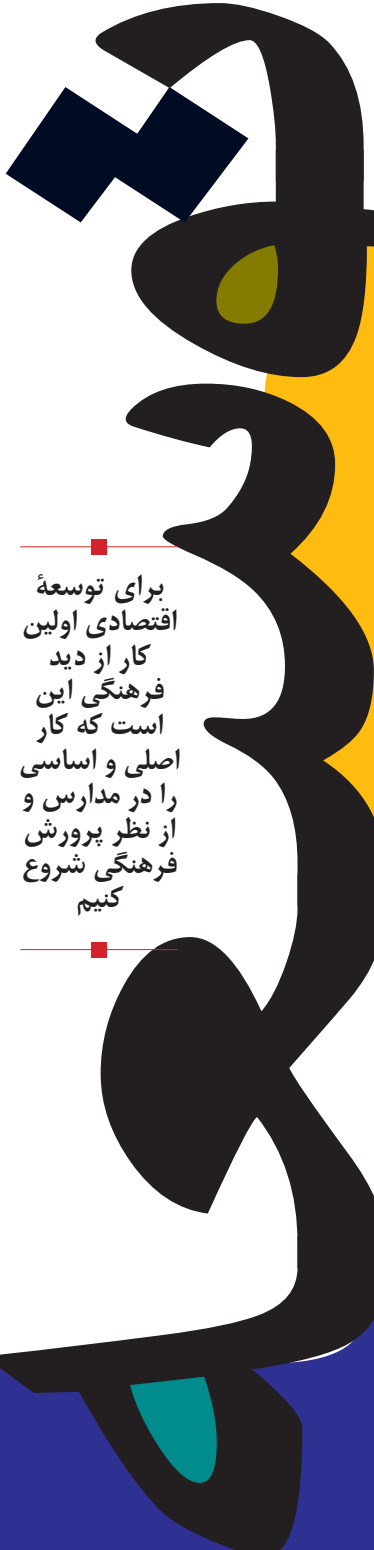 برای توسعهٔ
اقتصادی اولین
کار از دید
فرهنگی این
است که کار
اصلی و اساسی
را در مدارس و
از نظر پرورش
فرهنگی شروع
کنیم